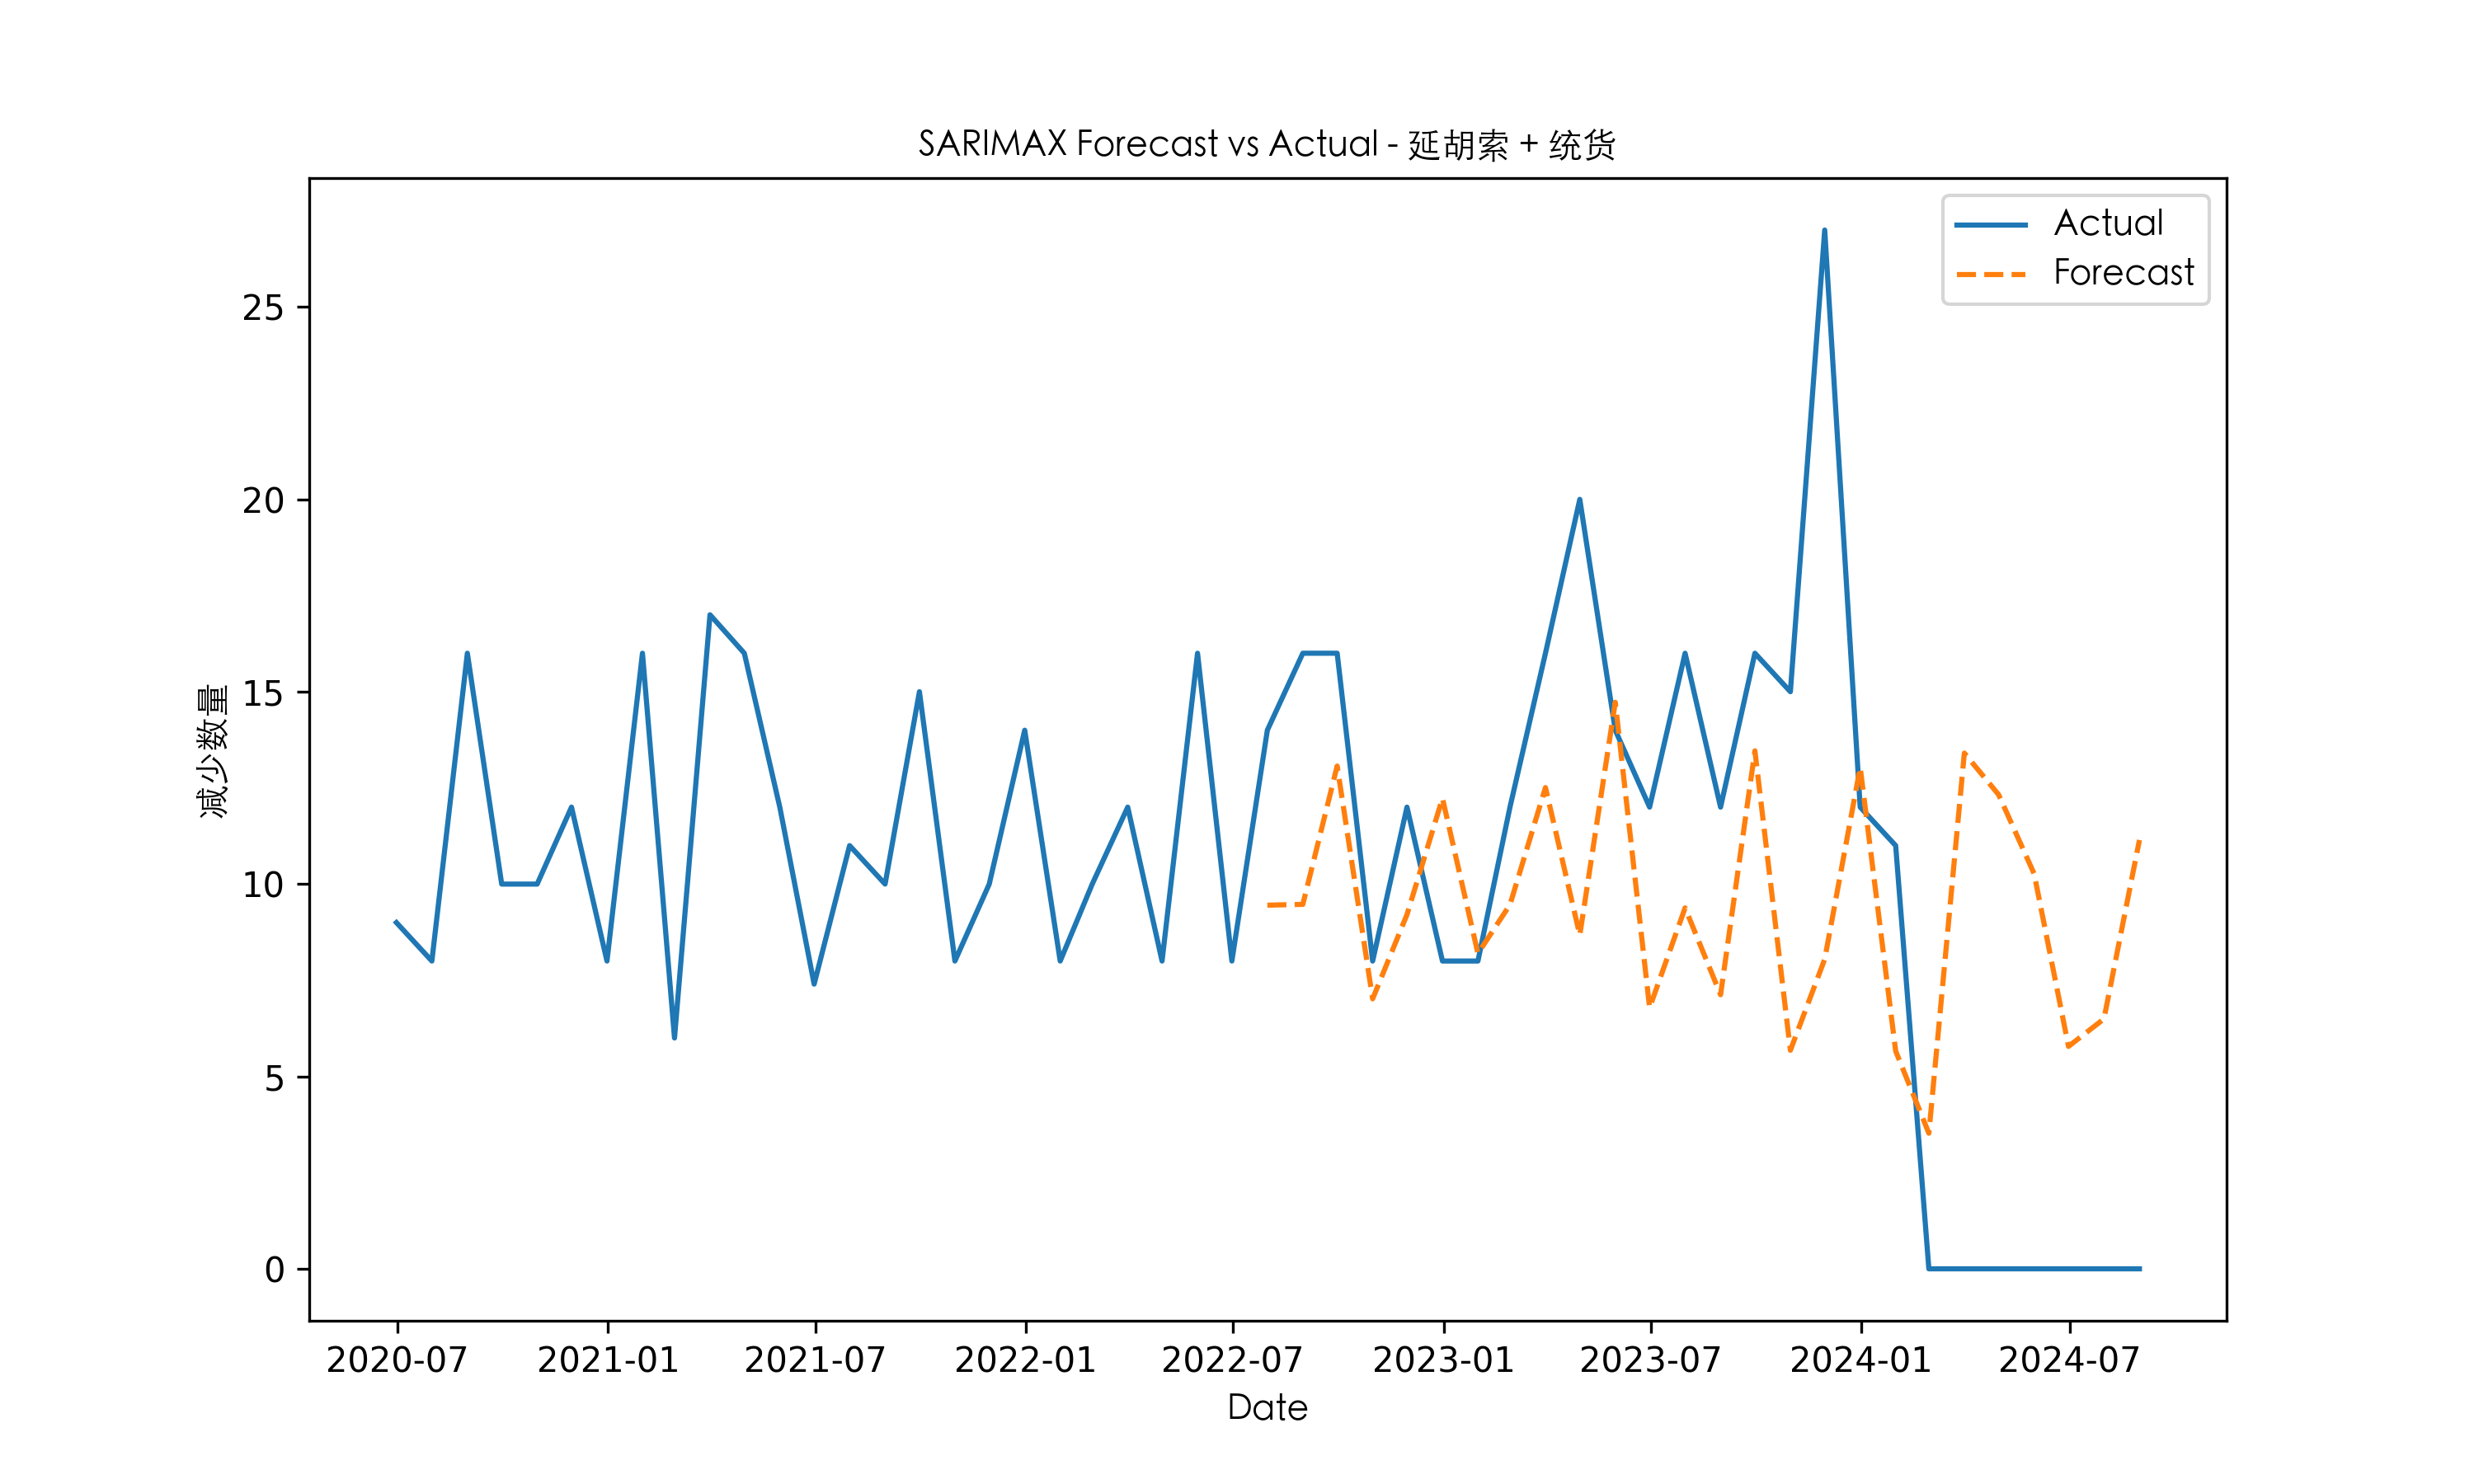 SARIMAX Forecast vs Actual - 延胡索 + 统货
Actual
Forecast
减少数量
25
20
15
10
5
0
2020-07 2021-01 2021-07 2022-01 2022-07 2023-01 2023-07 2024-01 2024-07
Date